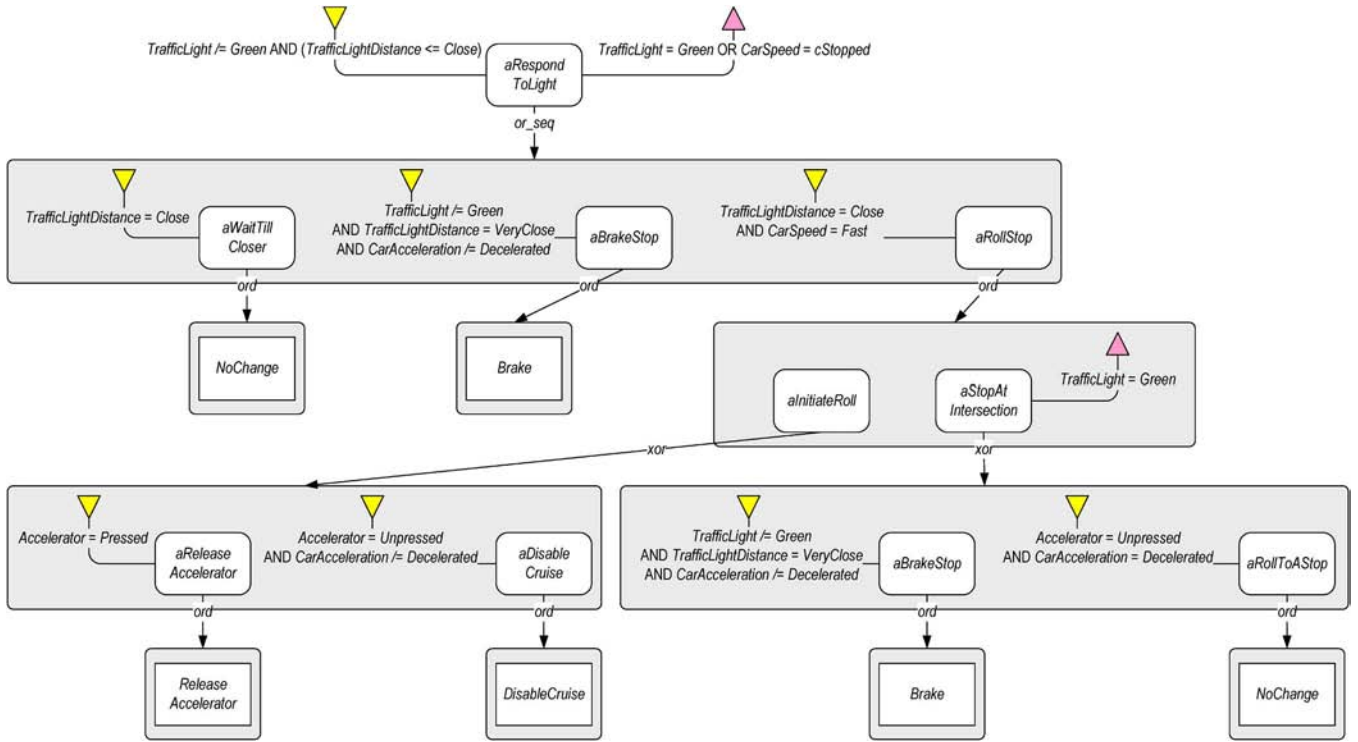 TrafficLight /= Green AND (TrafficLightDistance <= Close)
TrafficLight = Green OR CarSpeed = cStopped
aRespond
ToLight
or_seq
TrafficLightDistance = Close
aWaitTill
Closer
TrafficLight /= Green
AND TrafficLightDistance = VeryClose
AND CarAcceleration /= Decelerated
aBrakeStop
TrafficLightDistance = Close
AND CarSpeed = Fast
aRollStop
ord
ord
ord
NoChange
Brake
aInitiateRoll
aStopAt
Intersection
TrafficLight = Green
xor
xor
Accelerator = Pressed
aRelease
Accelerator
Accelerator = Unpressed
AND CarAcceleration /= Decelerated
aDisable
Cruise
TrafficLight /= Green
AND TrafficLightDistance = VeryClose
AND CarAcceleration /= Decelerated
aBrakeStop
Accelerator = Unpressed
AND CarAcceleration = Decelerated
aRollToAStop
ord
ord
ord
ord
Release
Accelerator
DisableCruise
Brake
NoChange